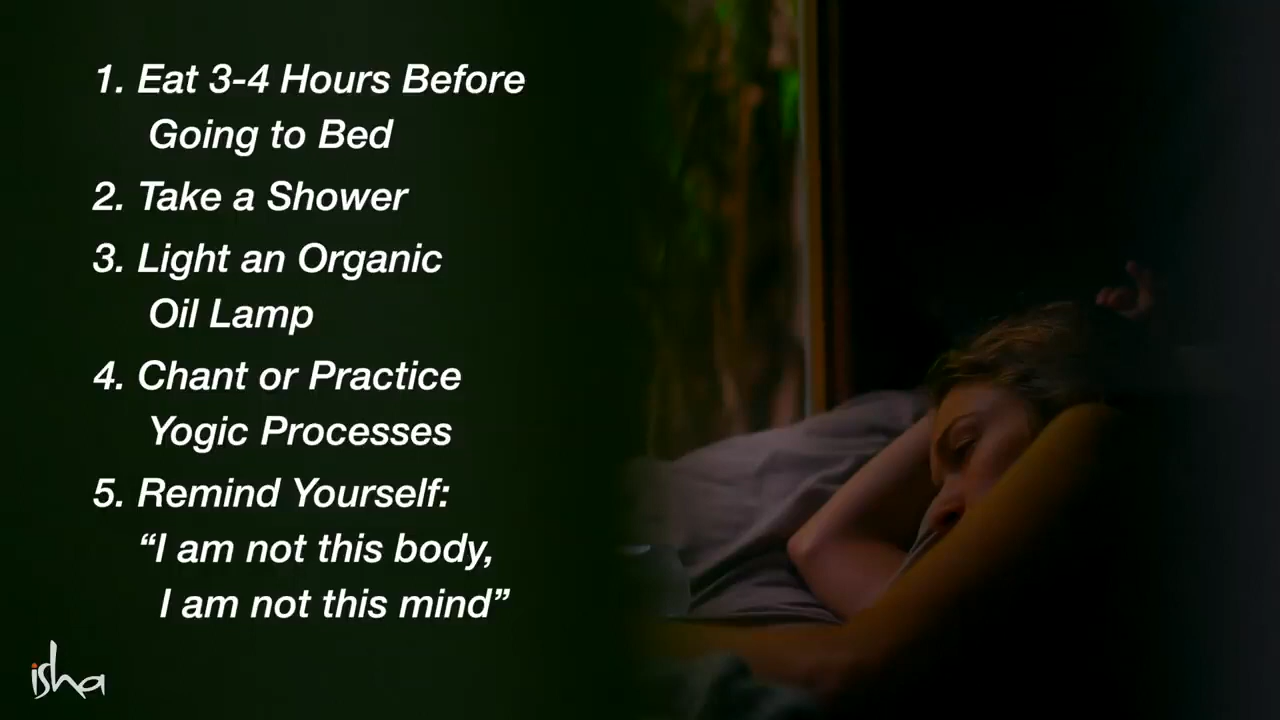 1. Eat 3-4 Hours Before
Going to Bed
2. Take a Shower
3. Light an Organic
Oil Lamp
4. Chant or Practice
Yogic Processes
5. Remind Yourself:
“I am not this body,
I am not this mind”
isha